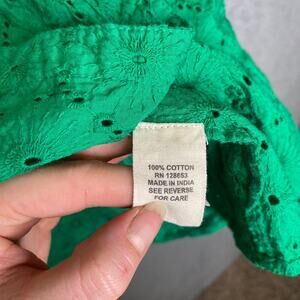 100% COTTON
RN 128653
MADE IN INDIA
SEE REVERSE
FOR CARE